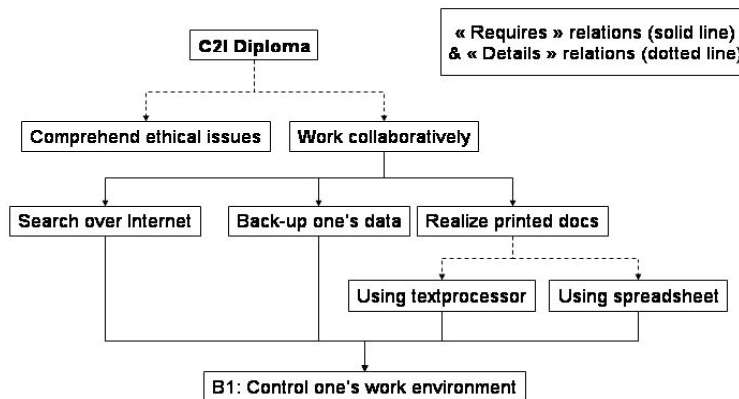 « Requires » relations (solid line)
& « Details » relations (dotted line)
C2I Diploma
Comprehend ethical issues
Work collaboratively
Search over Internet
Back-up one's data
Realize printed docs
Using textprocessor
Using spreadsheet
B1: Control one's work environment